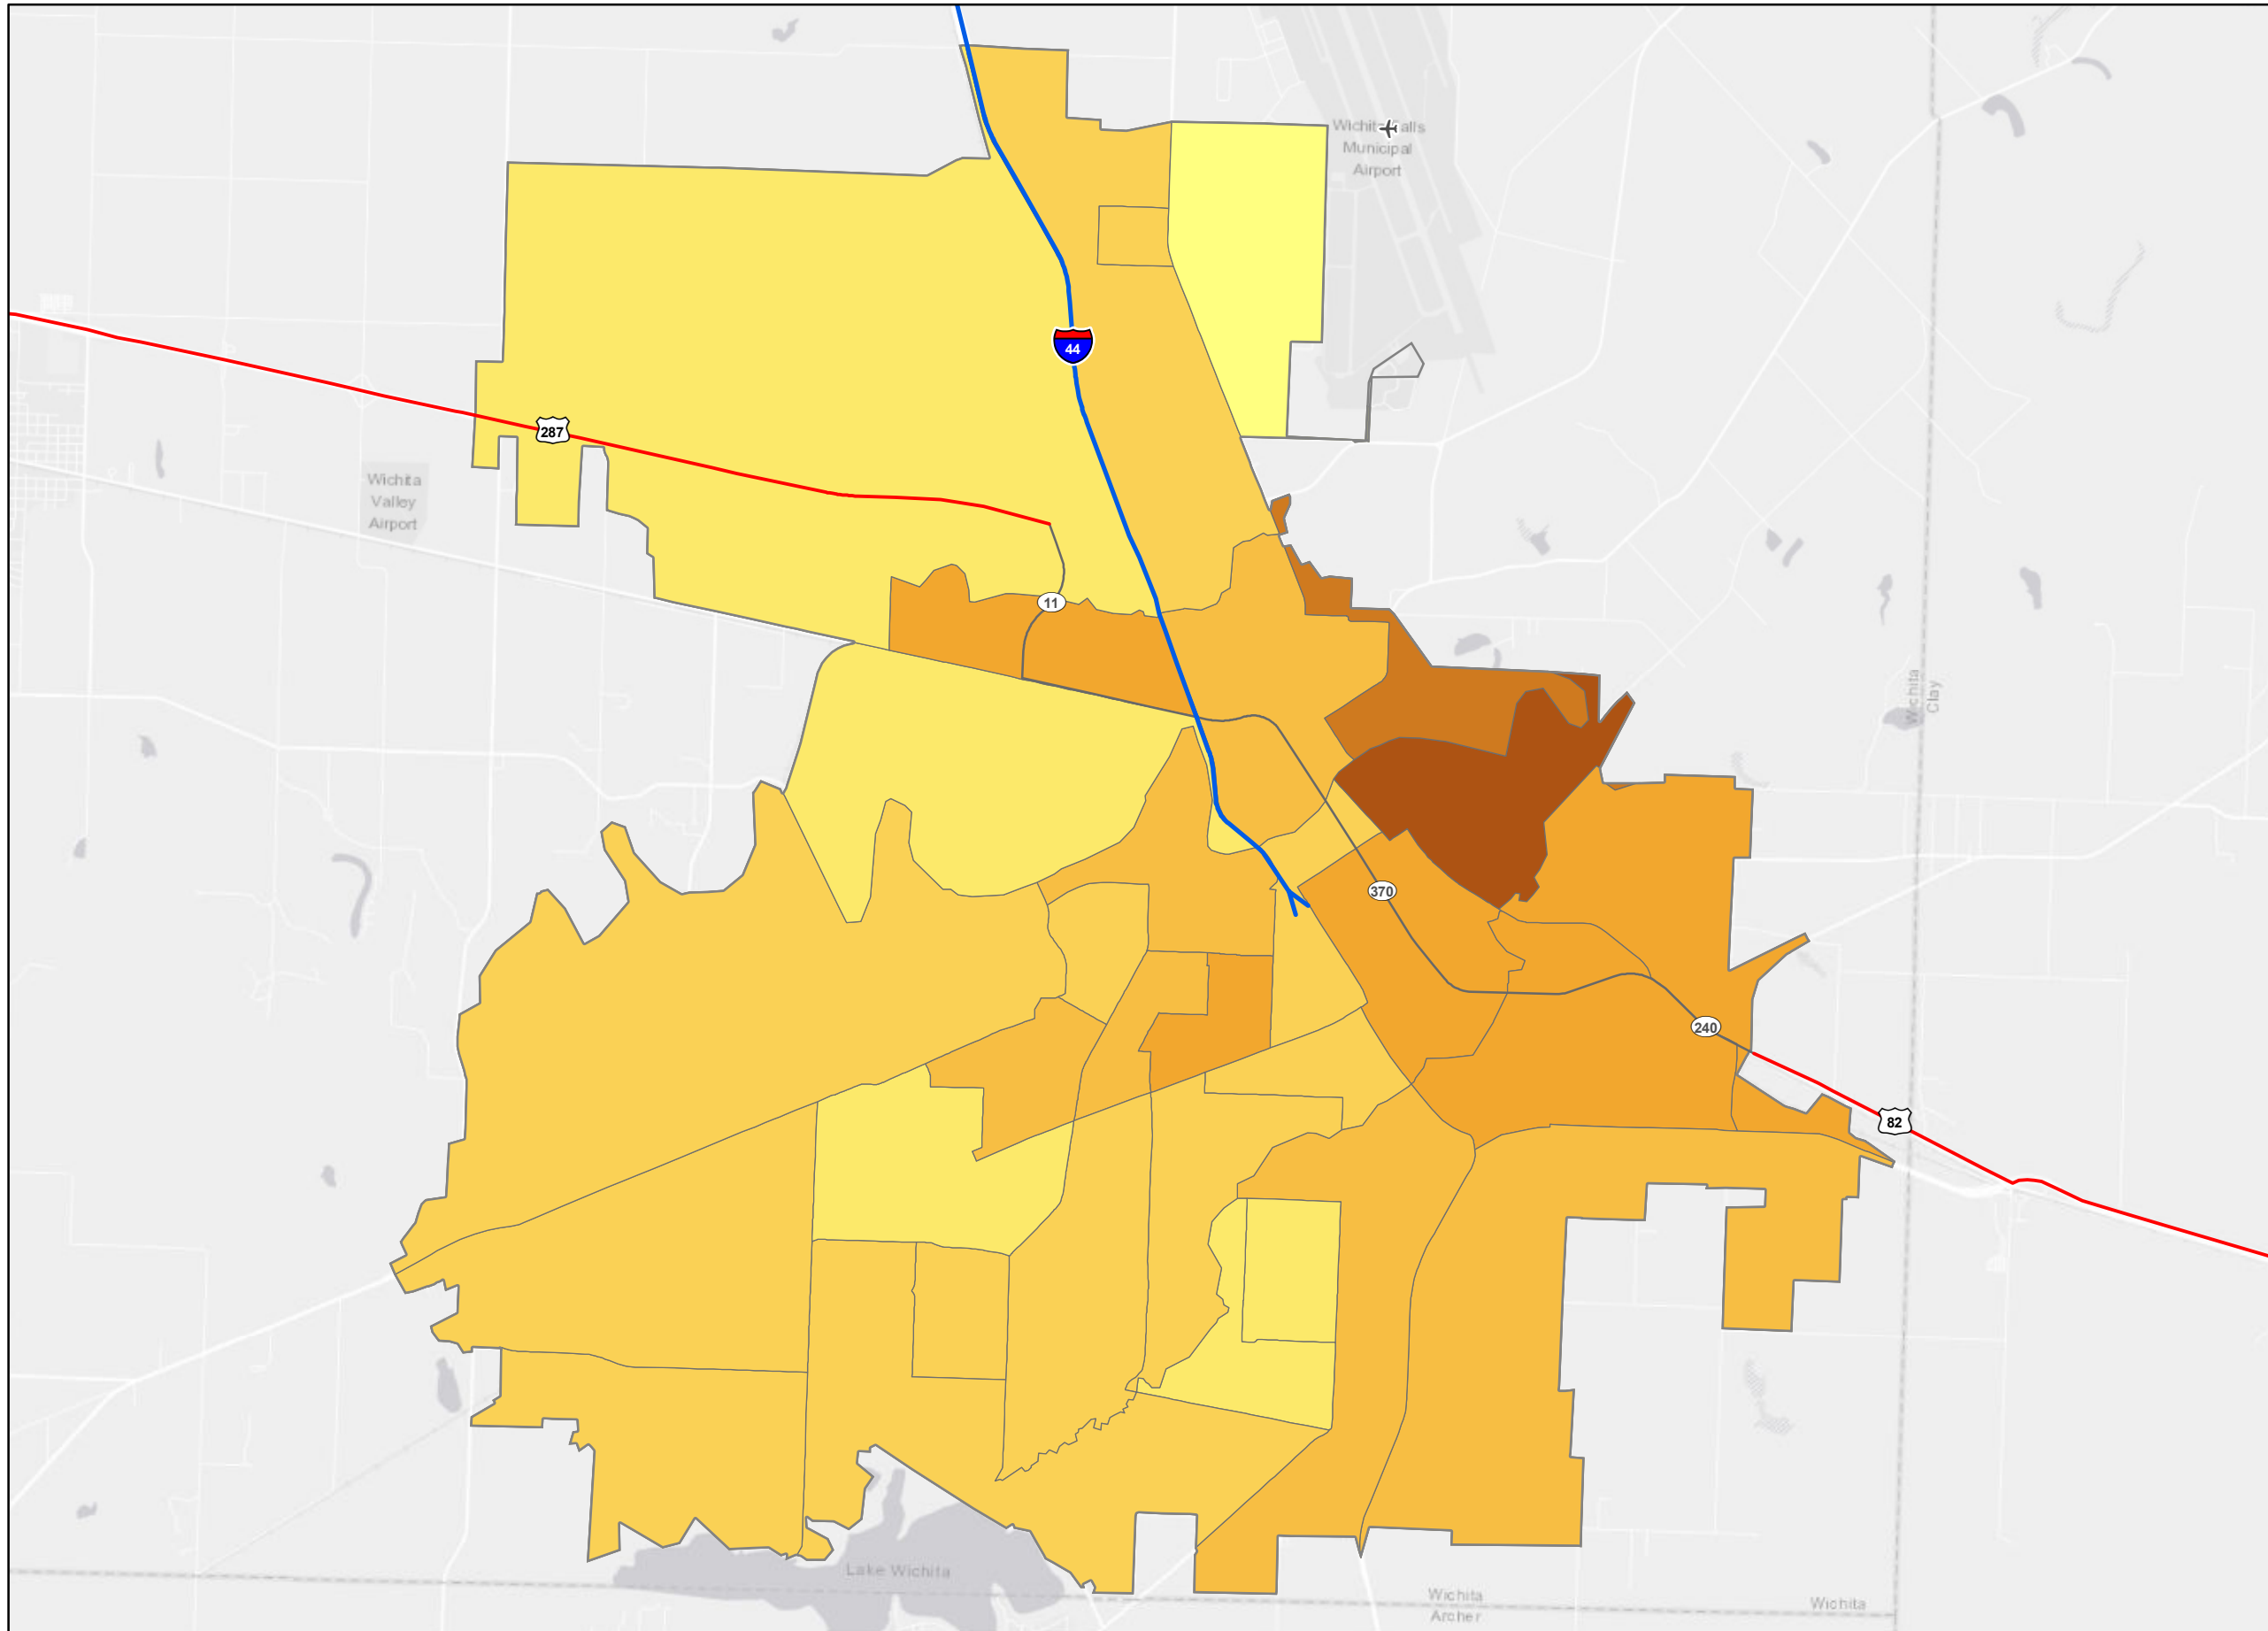 Wichita Falls
Municipal
Airport
44
287
Wichita
Valley
Airport
11
Wichita
Clay
370
240
82
Lake Wichita
Wichita
Archer
Wichita